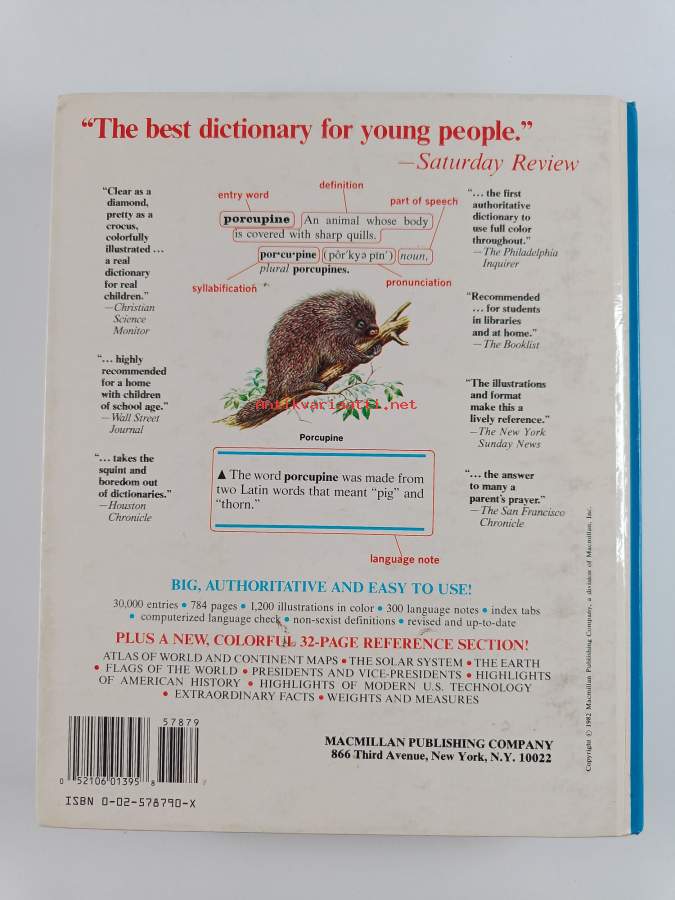 “The best dictionary for young people.”
—Saturday Review
“Clear as a
diamond,
pretty as a
crocus,
colorfully
illustrated ...
a real
dictionary
for real
children.”
—Christian
Science
Monitor
“... highly
recommended
for a home
with children
of school age.”
—Wall Street
Journal
“... takes the
squint and
boredom out
of dictionaries.”
—Houston
Chronicle
entry word
definition
part of speech
porcupine An animal whose body
is covered with sharp quills.
por•cu•pine (pôr′kyə pīn′) noun,
plural porcupines.
syllabification
pronunciation
antikvariaatti.net
Porcupine
▲ The word porcupine was made from
two Latin words that meant “pig” and
“thorn.”
language note
“... the first
authoritative
dictionary to
use full color
throughout.”
—The Philadelphia
Inquirer
“Recommended
... for students
in libraries
and at home.”
—The Booklist
“The illustrations
and format
make this a
lively reference.”
—The New York
Sunday News
“... the answer
to many a
parent’s prayer.”
—The San Francisco
Chronicle
BIG, AUTHORITATIVE AND EASY TO USE!
30,000 entries • 784 pages • 1,200 illustrations in color • 300 language notes • index tabs
• computerized language check • non-sexist definitions • revised and up-to-date
PLUS A NEW, COLORFUL 32-PAGE REFERENCE SECTION!
ATLAS OF WORLD AND CONTINENT MAPS • THE SOLAR SYSTEM • THE EARTH
• FLAGS OF THE WORLD • PRESIDENTS AND VICE-PRESIDENTS • HIGHLIGHTS
OF AMERICAN HISTORY • HIGHLIGHTS OF MODERN U.S. TECHNOLOGY
• EXTRAORDINARY FACTS • WEIGHTS AND MEASURES
57879
0 52106 01395 8
ISBN 0-02-578790-X
MACMILLAN PUBLISHING COMPANY
866 Third Avenue, New York, N.Y. 10022
Copyright © 1982 Macmillan Publishing Company, a division of Macmillan, Inc.